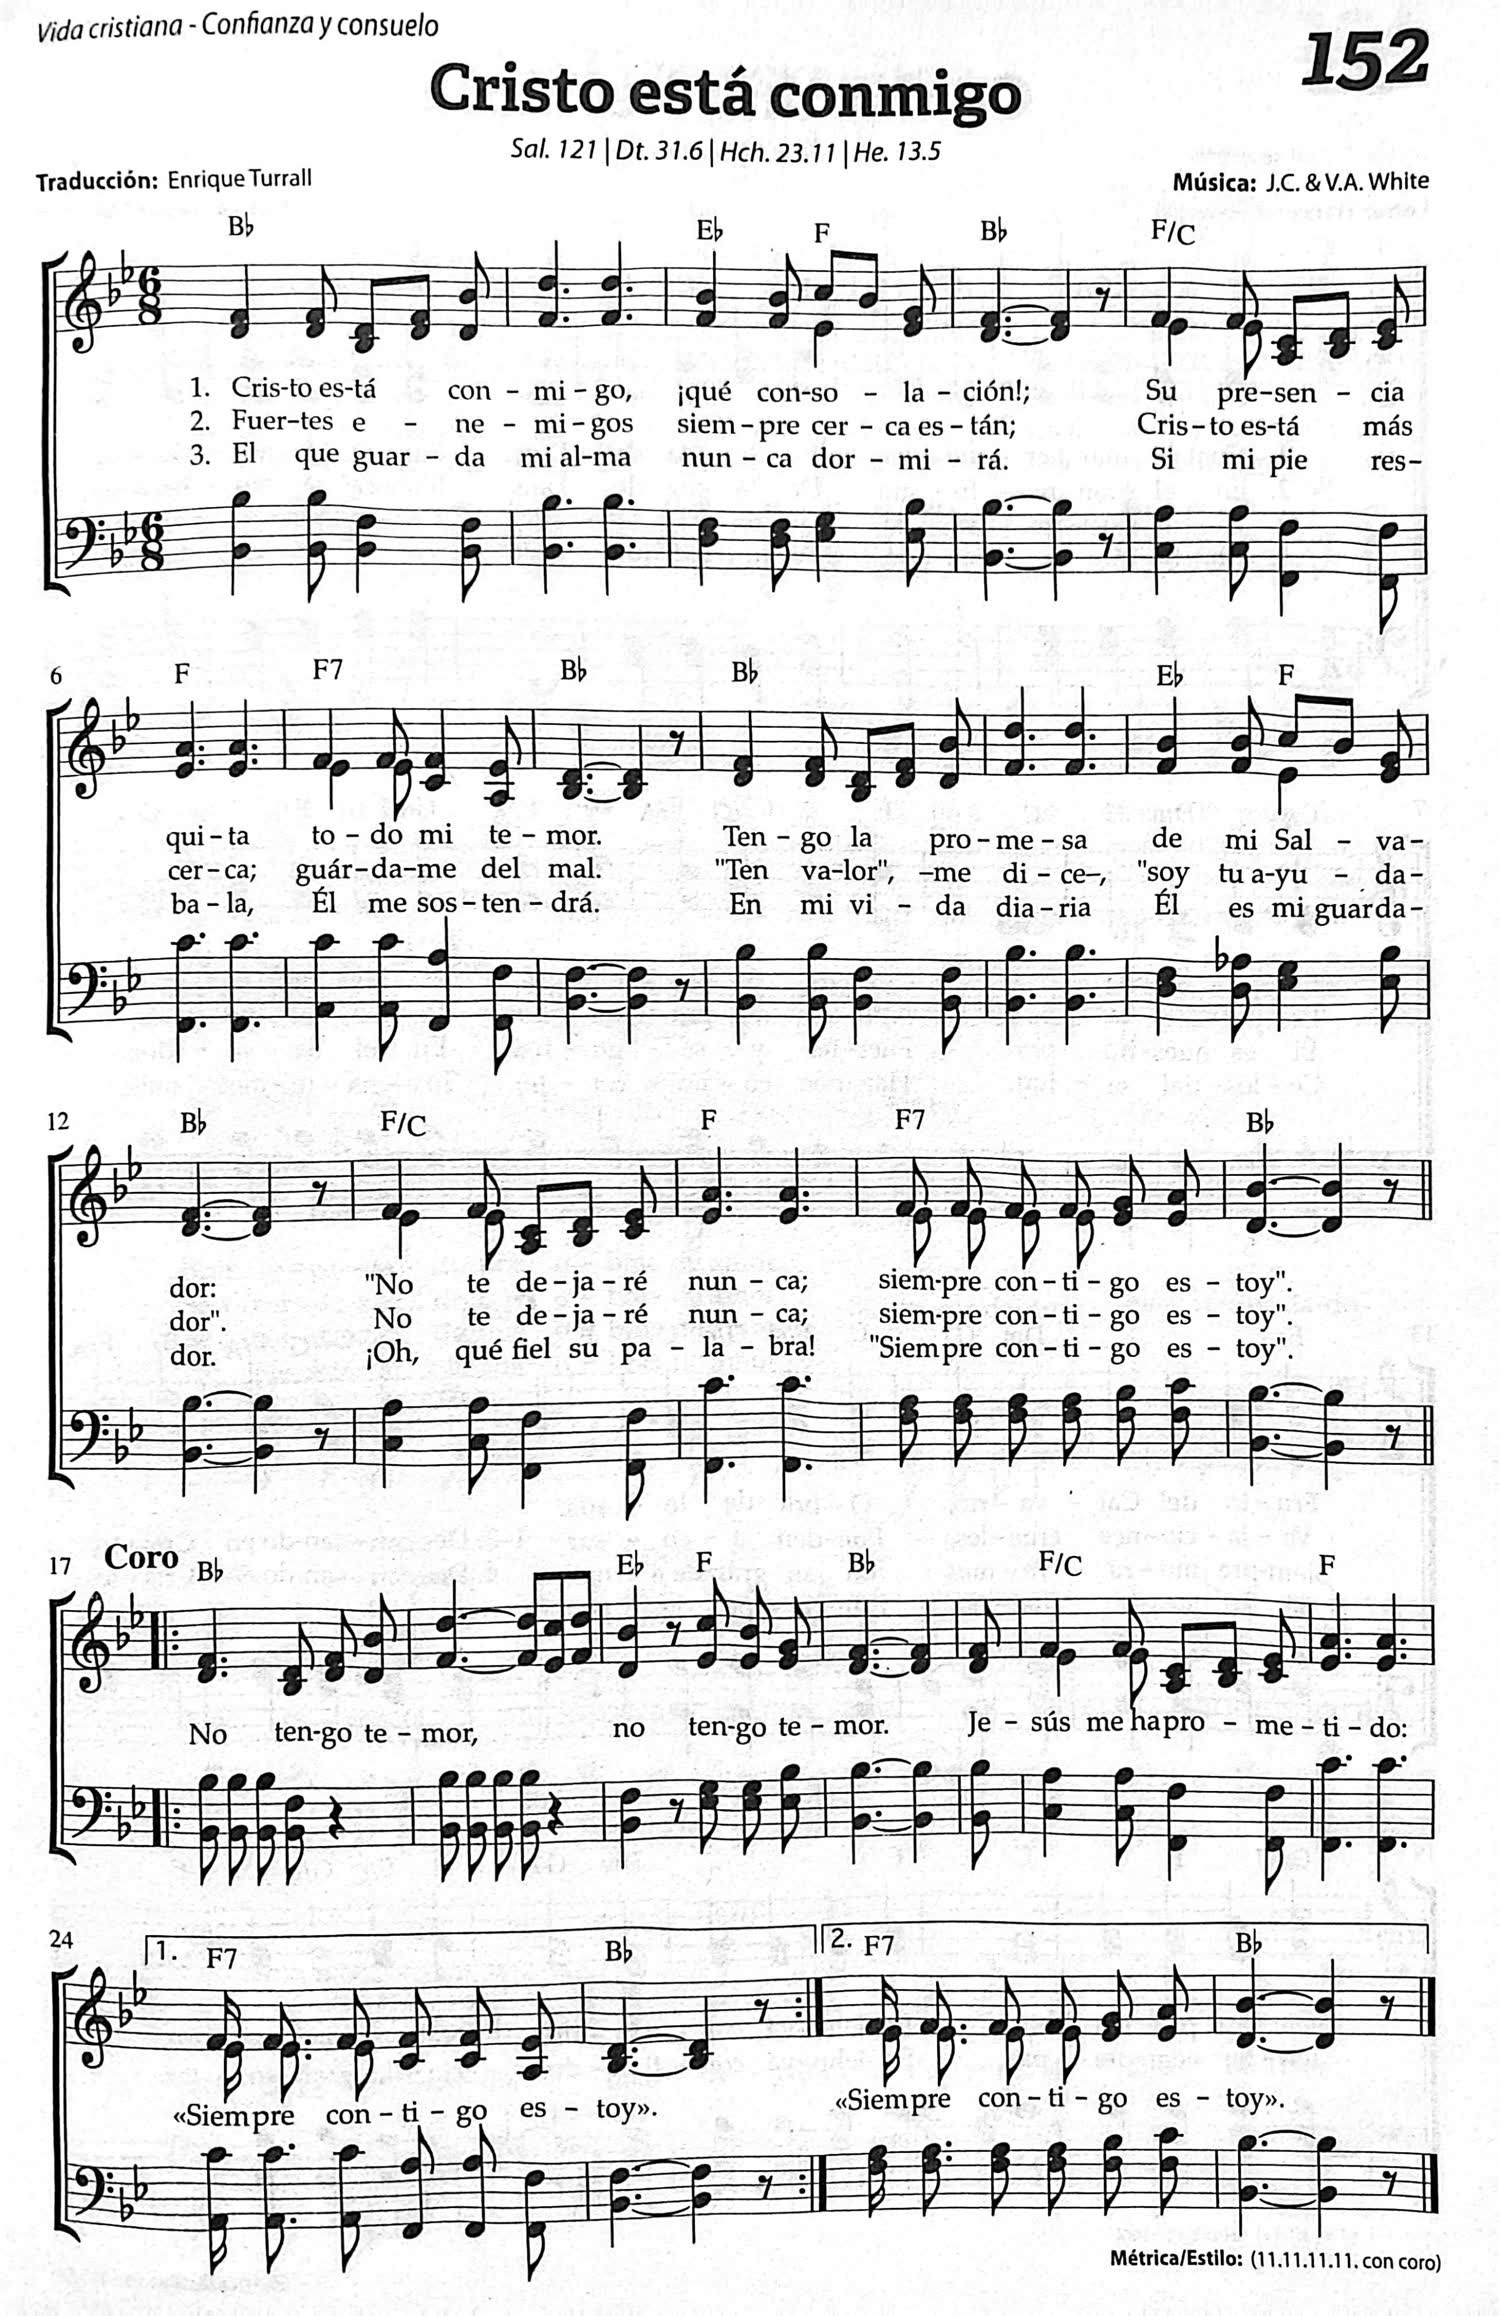 Vida cristiana - Confianza y consuelo
152
Cristo está conmigo
Sal. 121 | Dt. 31.6 | Hch. 23.11 | He. 13.5
Traducción: Enrique Turrall
Música: J.C. & V.A. White
B♭ E♭ F B♭ F/C
6 8
1. Cris-to es-tá con – mi – go, ¡qué con-so – la – ción!; Su pre–sen – cia
2. Fuer–tes e – ne – mi–gos siem–pre cer – ca es–tán; Cris–to es-tá más
3. El que guar – da mi al–ma nun – ca dor – mi – rá. Si mi pie res–
6 8
6 F F7 B♭ B♭ E♭ F
qui–ta to – do mi te – mor. Ten – go la pro – me – sa de mi Sal – va–
cer–ca; guár–da–me del mal. "Ten va–lor", –me di – ce–, "soy tu a–yu – da–
ba – la, Él me sos–ten – drá. En mi vi – da dia–ria Él es mi guarda–
12 B♭ F/C F F7 B♭
dor: "No te de–ja–ré nun – ca; siem-pre con–ti – go es – toy".
dor". No te de–ja–ré nun – ca; siem-pre con–ti – go es – toy".
dor. ¡Oh, qué fiel su pa – la – bra! "Siempre con–ti – go es – toy".
17 Coro B♭ E♭ F B♭ F/C F
No ten-go te – mor, no ten-go te – mor. Je – sús me ha pro – me – ti – do:
24 1. F7 B♭ 2. F7 B♭
«Siempre con – ti – go es – toy». «Siempre con – ti – go es – toy».
Métrica/Estilo: (11.11.11.11. con coro)